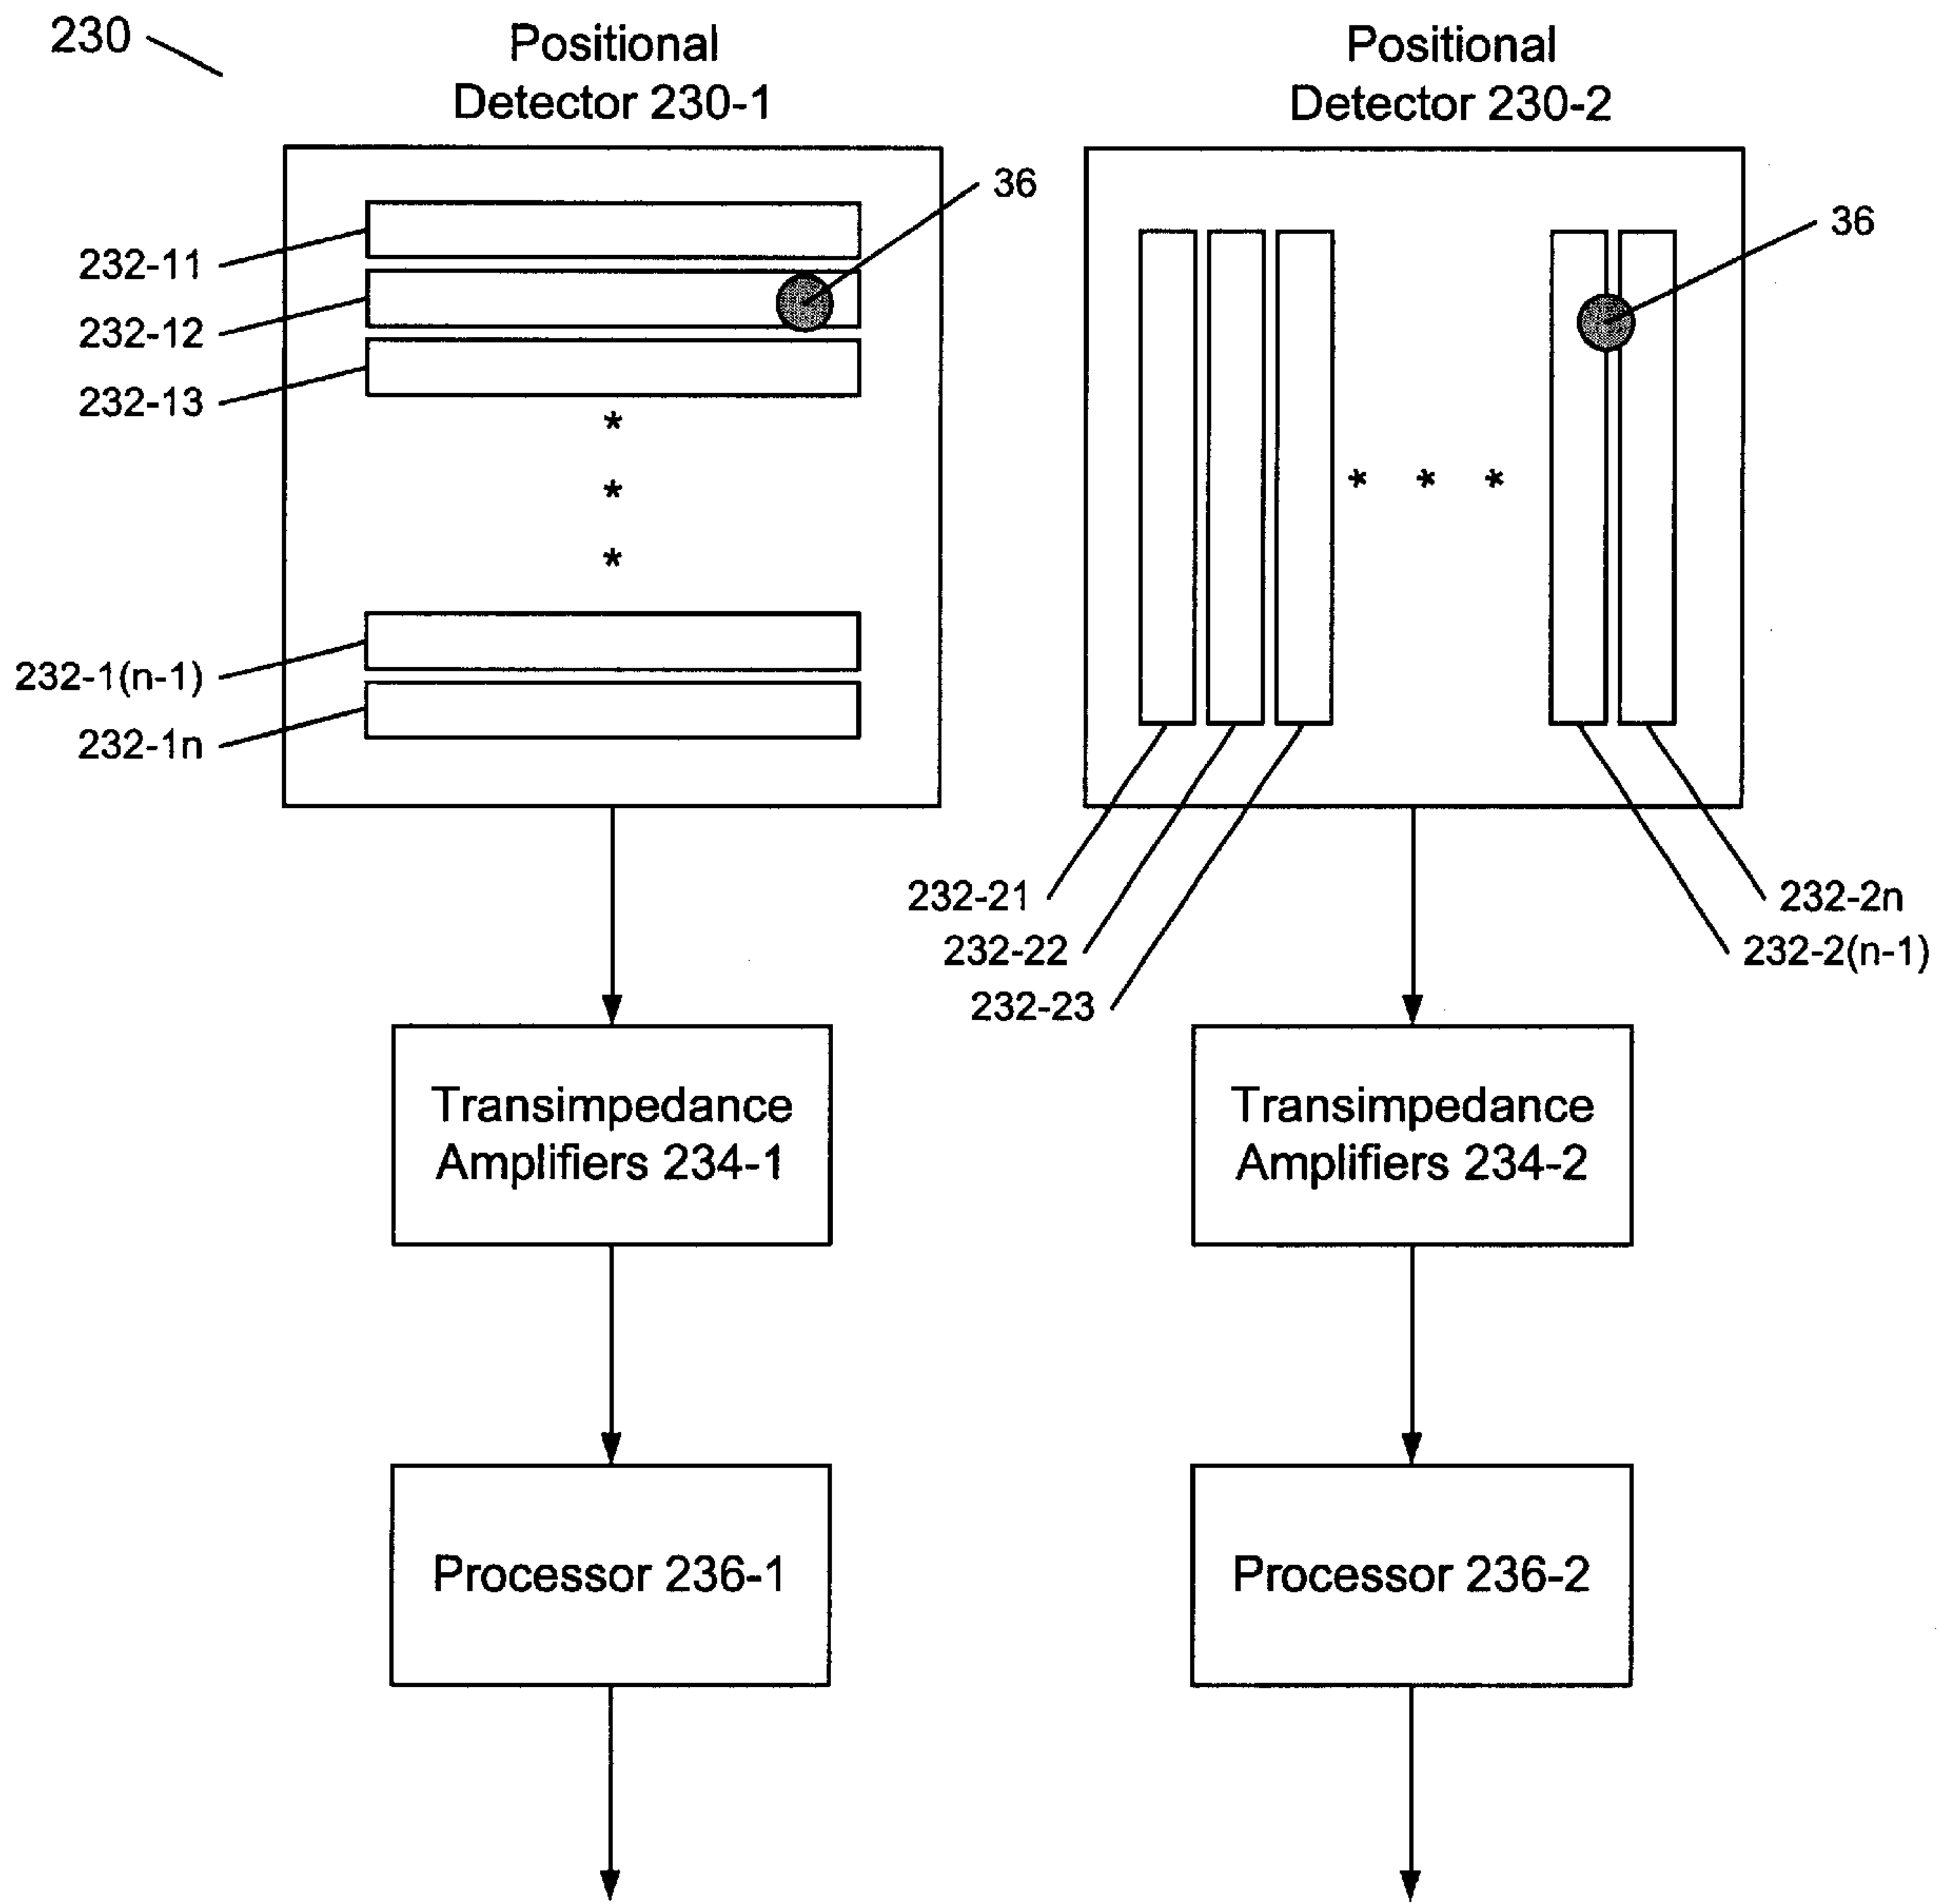 230
Positional
Detector 230-1
Positional
Detector 230-2
36
36
232-11
232-12
232-13
*
*
*
* * *
232-1(n-1)
232-1n
232-21
232-22
232-23
232-2n
232-2(n-1)
Transimpedance
Amplifiers 234-1
Transimpedance
Amplifiers 234-2
Processor 236-1
Processor 236-2